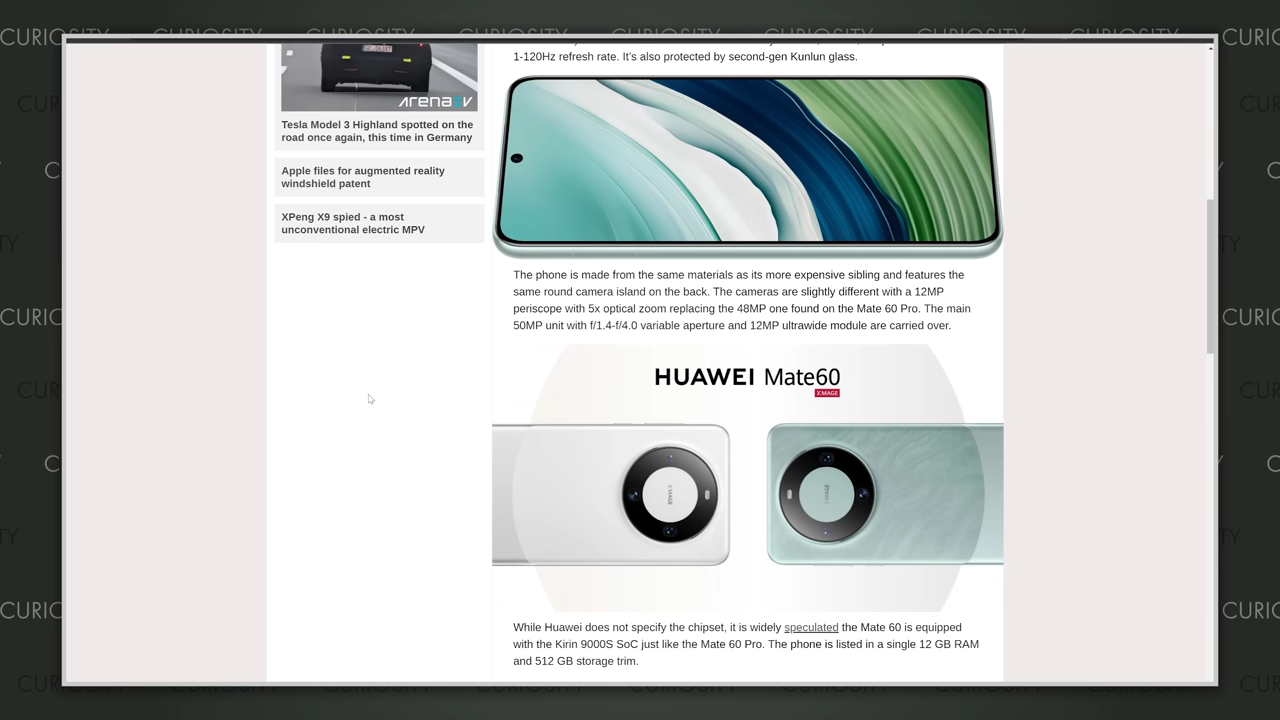 CURIOSITY CURIOSITY CURIOSITY CURIOSITY CURIOSITY
1-120Hz refresh rate. It's also protected by second-gen Kunlun glass.
arenaev
Tesla Model 3 Highland spotted on the
road once again, this time in Germany
Apple files for augmented reality
windshield patent
XPeng X9 spied - a most
unconventional electric MPV
The phone is made from the same materials as its more expensive sibling and features the
same round camera island on the back. The cameras are slightly different with a 12MP
periscope with 5x optical zoom replacing the 48MP one found on the Mate 60 Pro. The main
50MP unit with f/1.4-f/4.0 variable aperture and 12MP ultrawide module are carried over.
HUAWEI Mate60
XMAGE
XMAGE
XMAGE
While Huawei does not specify the chipset, it is widely speculated the Mate 60 is equipped
with the Kirin 9000S SoC just like the Mate 60 Pro. The phone is listed in a single 12 GB RAM
and 512 GB storage trim.